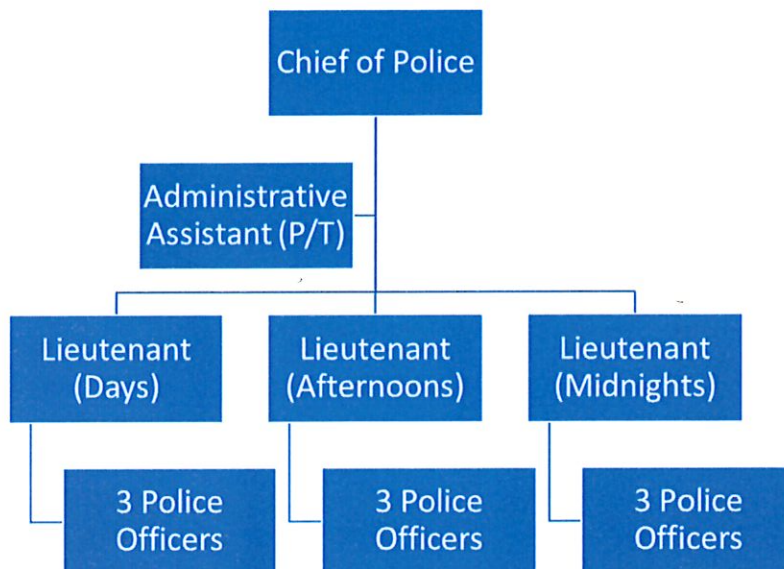 Chief of Police
Administrative
Assistant (P/T)
Lieutenant
(Days)
Lieutenant
(Afternoons)
Lieutenant
(Midnights)
3 Police
Officers
3 Police
Officers
3 Police
Officers